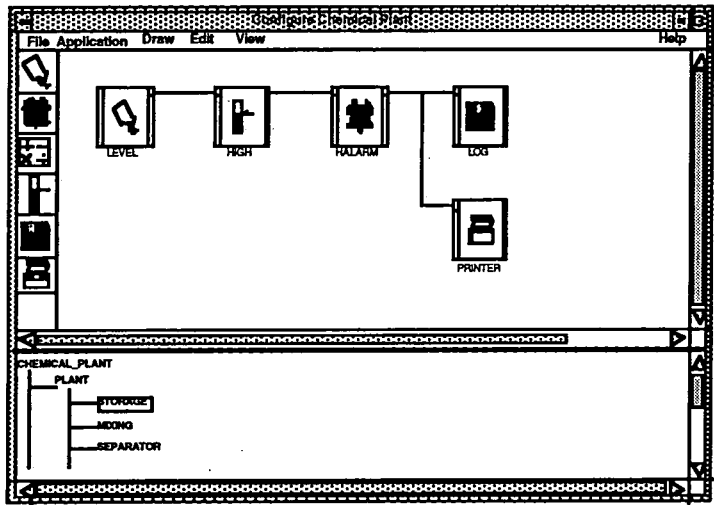 Configure Chemical Plant
File Application Draw Edit View Help
LEVEL HIGH HALARM LOG
PRINTER
CHEMICAL_PLANT
PLANT
STORAGE
MIXING
SEPARATOR